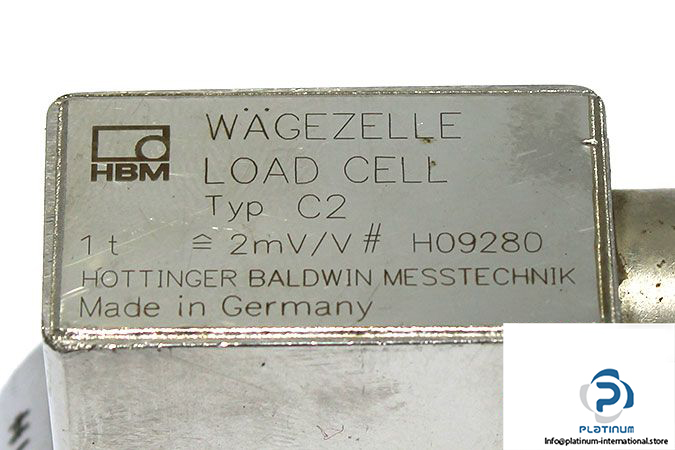 WÄGEZELLE
HBM
LOAD CELL
Typ C2
1 t ≙ 2mV/V # H09280
HOTTINGER BALDWIN MESSTECHNIK
Made in Germany
PLATINUM
Info@platinum-international.store